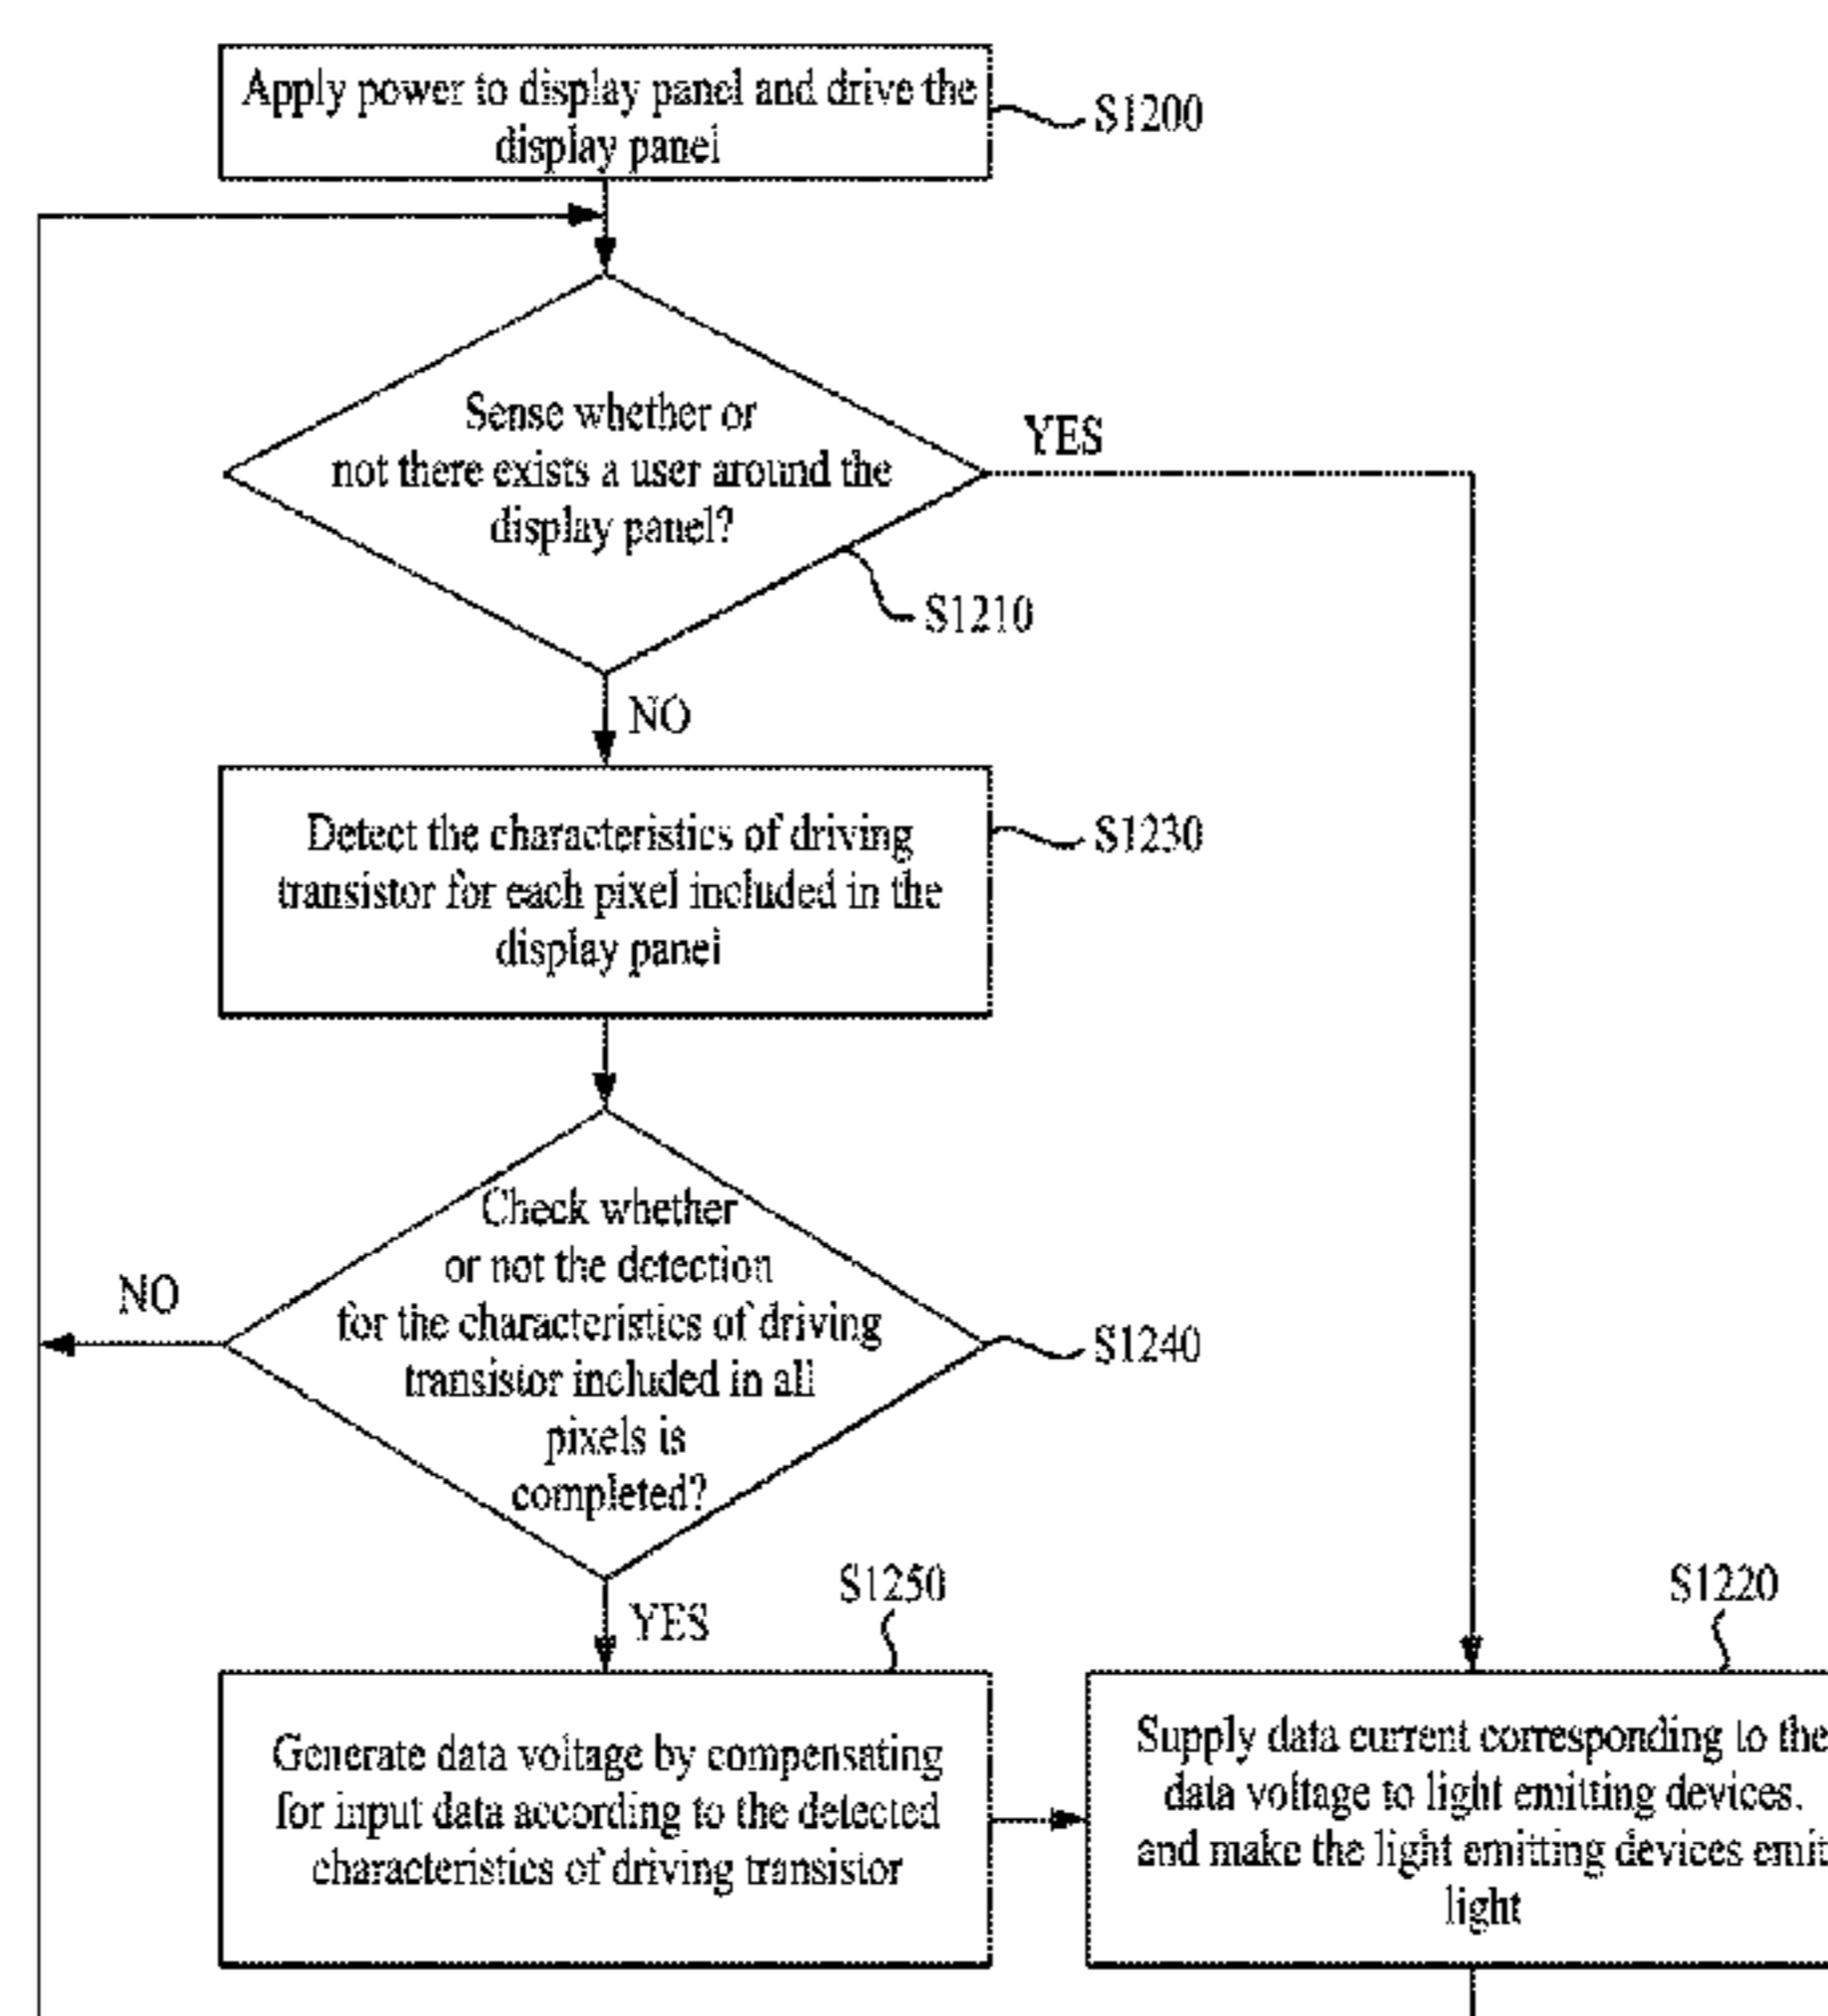 Apply power to display panel and drive the
display panel
S1200
Sense whether or
not there exists a user around the
display panel?
YES
S1210
NO
Detect the characteristics of driving
transistor for each pixel included in the
display panel
S1230
Check whether
or not the detection
for the characteristics of driving
transistor included in all
pixels is
completed?
NO
S1240
YES
S1250
S1220
Generate data voltage by compensating
for input data according to the detected
characteristics of driving transistor
Supply data current corresponding to the
data voltage to light emitting devices,
and make the light emitting devices emit
light